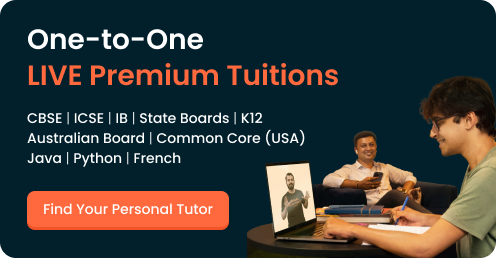 One-to-One
LIVE Premium Tuitions
CBSE | ICSE | IB | State Boards | K12
Australian Board | Common Core (USA)
Java | Python | French
Find Your Personal Tutor